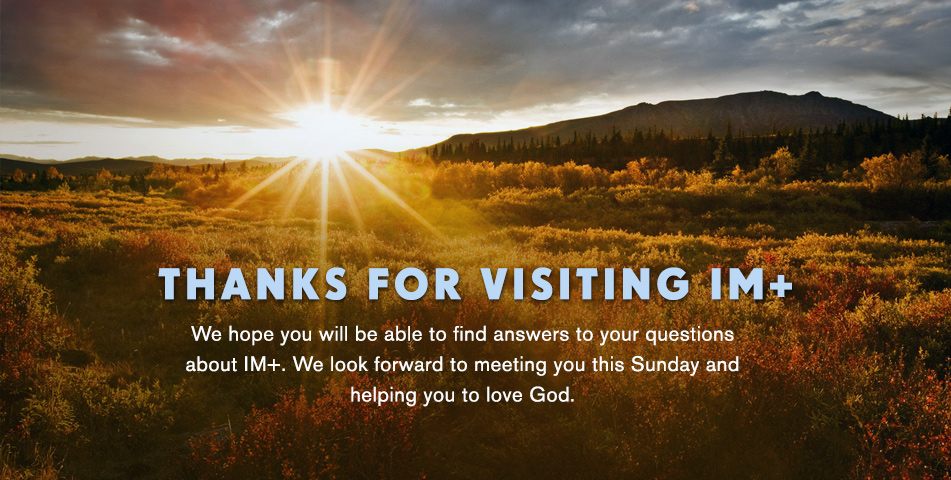 THANKS FOR VISITING IM+
We hope you will be able to find answers to your questions
about IM+. We look forward to meeting you this Sunday and
helping you to love God.